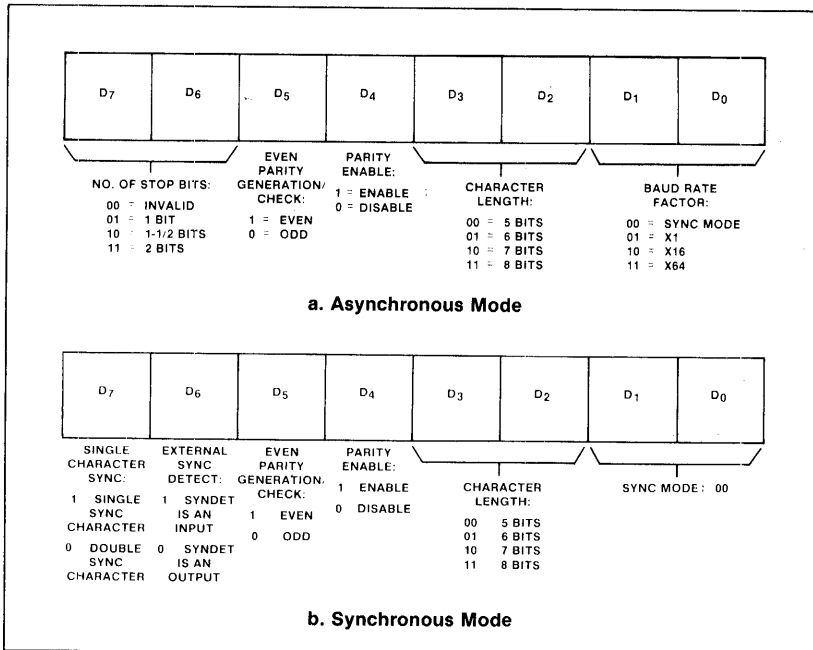 D7 D6 D5 D4 D3 D2 D1 D0
NO. OF STOP BITS:
00 = INVALID
01 = 1 BIT
10 = 1-1/2 BITS
11 = 2 BITS
EVEN
PARITY
GENERATION/
CHECK:
1 = EVEN
0 = ODD
PARITY
ENABLE:
1 = ENABLE :
0 = DISABLE
CHARACTER
LENGTH:
00 = 5 BITS
01 = 6 BITS
10 = 7 BITS
11 = 8 BITS
BAUD RATE
FACTOR:
00 = SYNC MODE
01 = X1
10 = X16
11 = X64
a. Asynchronous Mode
D7 D6 D5 D4 D3 D2 D1 D0
SINGLE
CHARACTER
SYNC:
1 SINGLE
SYNC
CHARACTER
0 DOUBLE
SYNC
CHARACTER
EXTERNAL
SYNC
DETECT:
1 SYNDET
IS AN
INPUT
0 SYNDET
IS AN
OUTPUT
EVEN
PARITY
GENERATION,
CHECK:
1 EVEN
0 ODD
PARITY
ENABLE:
1 ENABLE
0 DISABLE
CHARACTER
LENGTH:
00 5 BITS
01 6 BITS
10 7 BITS
11 8 BITS
SYNC MODE: 00
b. Synchronous Mode